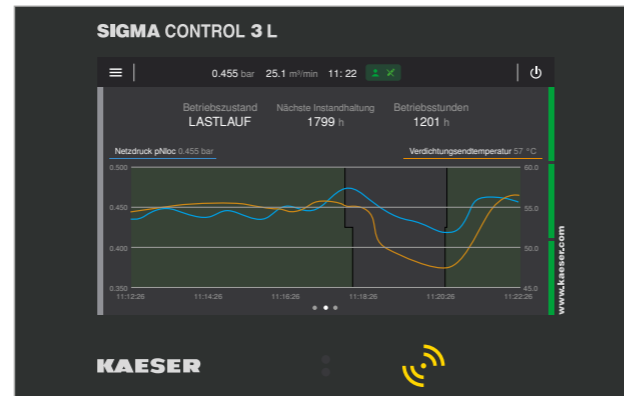 SIGMA CONTROL 3 L
0.455 bar 25.1 m³/min 11:22
Betriebszustand Nächste Instandhaltung Betriebsstunden
LASTLAUF 1799 h 1201 h
Netzdruck pNloc 0.455 bar Verdichtungsendtemperatur 57 °C
0.500 60.0
0.450 55.0
0.400 50.0
0.350 45.0
11:12:26 11:14:26 11:16:26 11:18:26 11:20:26 11:22:26
www.kaeser.com
KAESER